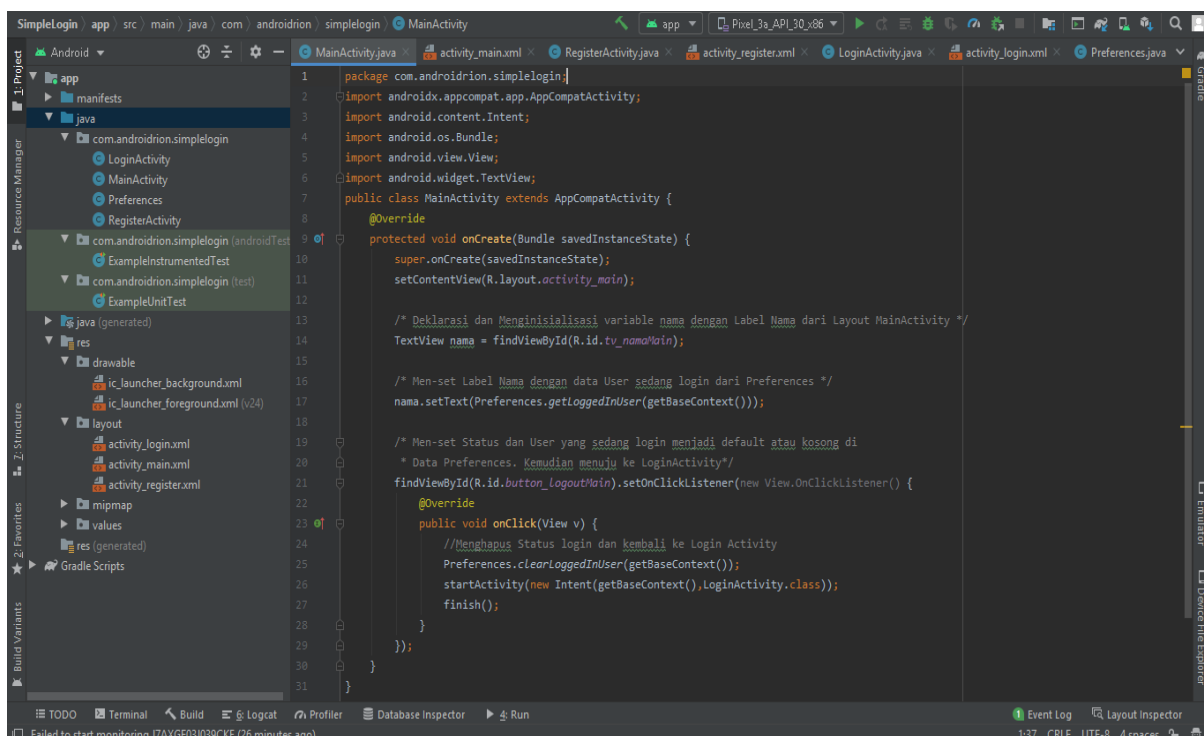 SimpleLogin app src main java com androidrion simplelogin MainActivity app Pixel_3a_API_30_x86
Android
MainActivity.java activity_main.xml RegisterActivity.java activity_register.xml LoginActivity.java activity_login.xml Preferences.java
1: Project
Resource Manager
Z: Structure
2: Favorites
Build Variants
app
manifests
java
com.androidrion.simplelogin
LoginActivity
MainActivity
Preferences
RegisterActivity
com.androidrion.simplelogin (androidTest
ExampleInstrumentedTest
com.androidrion.simplelogin (test)
ExampleUnitTest
java (generated)
res
drawable
ic_launcher_background.xml
ic_launcher_foreground.xml (v24)
layout
activity_login.xml
activity_main.xml
activity_register.xml
mipmap
values
res (generated)
Gradle Scripts
1 package com.androidrion.simplelogin;
2 import androidx.appcompat.app.AppCompatActivity;
3 import android.content.Intent;
4 import android.os.Bundle;
5 import android.view.View;
6 import android.widget.TextView;
7 public class MainActivity extends AppCompatActivity {
8 @Override
9 protected void onCreate(Bundle savedInstanceState) {
10 super.onCreate(savedInstanceState);
11 setContentView(R.layout.activity_main);
12
13 /* Deklarasi dan Menginisialisasi variable nama dengan Label Nama dari Layout MainActivity */
14 TextView nama = findViewById(R.id.tv_namaMain);
15
16 /* Men-set Label Nama dengan data User sedang login dari Preferences */
17 nama.setText(Preferences.getLoggedInUser(getBaseContext()));
18
19 /* Men-set Status dan User yang sedang login menjadi default atau kosong di
20 * Data Preferences. Kemudian menuju ke LoginActivity*/
21 findViewById(R.id.button_logoutMain).setOnClickListener(new View.OnClickListener() {
22 @Override
23 public void onClick(View v) {
24 //Menghapus Status login dan kembali ke Login Activity
25 Preferences.clearLoggedInUser(getBaseContext());
26 startActivity(new Intent(getBaseContext(),LoginActivity.class));
27 finish();
28 }
29 });
30 }
31 }
Gradle
Emulator
Device File Explorer
TODO Terminal Build 6: Logcat Profiler Database Inspector 4: Run 1 Event Log Layout Inspector
Failed to start monitoring J7AXGF03J039CKF (26 minutes ago) 1:37 CRLF UTF-8 4 spaces